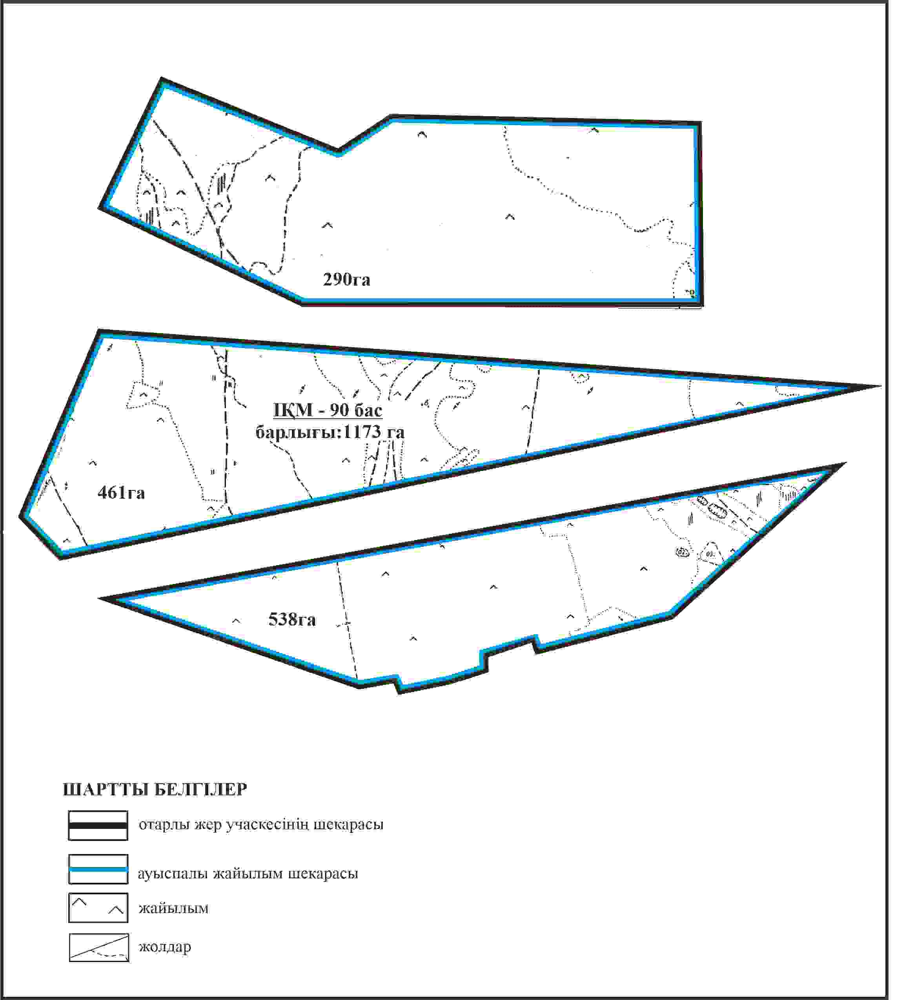 290га
ІҚМ - 90 бас
барлығы:1173 га
461га
538га
ШАРТТЫ БЕЛГІЛЕР
отарлы жер учаскесінің шекарасы
ауыспалы жайылым шекарасы
жайылым
жолдар